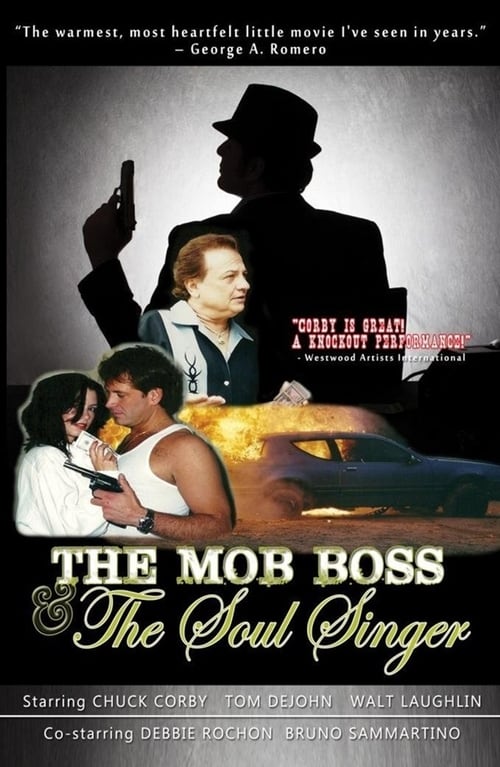 “The warmest, most heartfelt little movie I've seen in years.”
– George A. Romero
"CORBY IS GREAT!
A KNOCKOUT PERFORMANCE!"
- Westwood Artists International
THE MOB BOSS
& The Soul Singer
Starring CHUCK CORBY TOM DEJOHN WALT LAUGHLIN
Co-starring DEBBIE ROCHON BRUNO SAMMARTINO